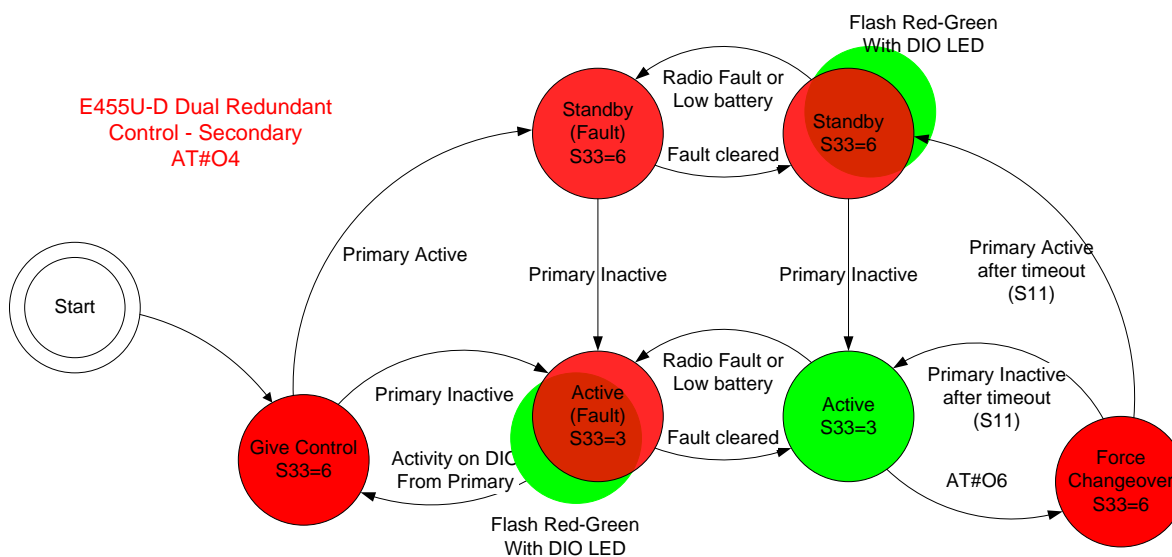 Flash Red-Green
With DIO LED
E455U-D Dual Redundant
Control - Secondary
AT#O4
Standby
(Fault)
S33=6
Radio Fault or
Low battery
Fault cleared
Standby
S33=6
Start
Primary Active
Primary Inactive
Primary Inactive
Primary Active
after timeout
(S11)
Give Control
S33=6
Primary Inactive
Activity on DIO
From Primary
Active
(Fault)
S33=3
Radio Fault or
Low battery
Fault cleared
Active
S33=3
Primary Inactive
after timeout
(S11)
AT#O6
Force
Changeover
S33=6
Flash Red-Green
With DIO LED